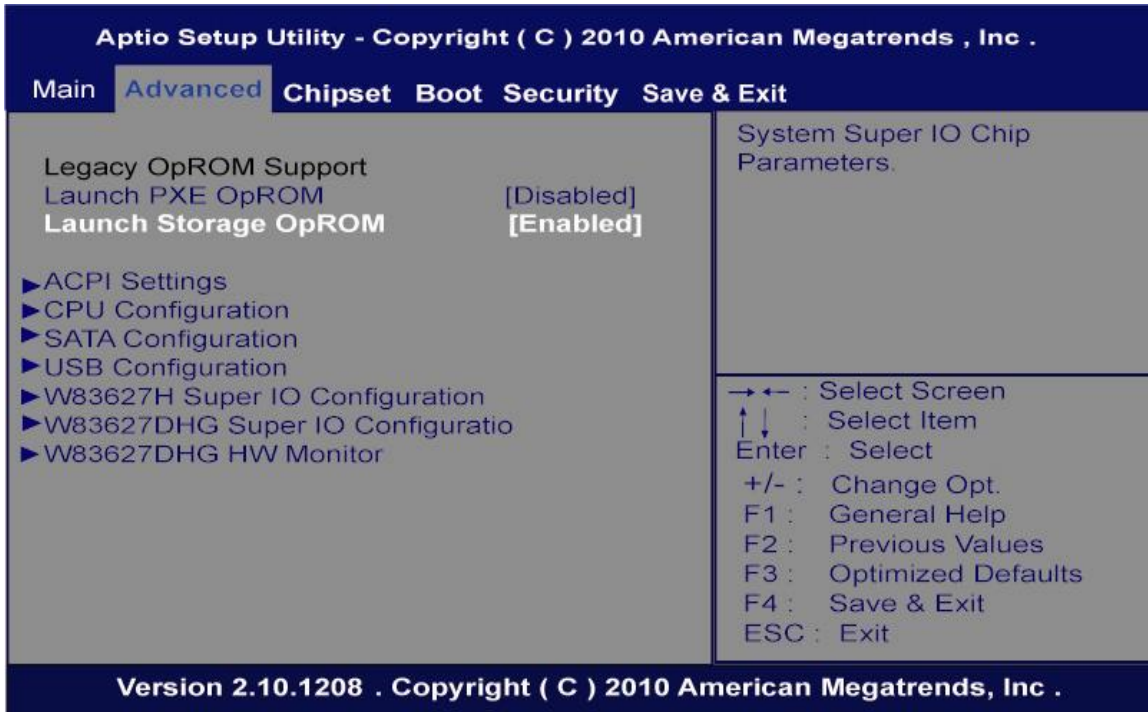 Aptio Setup Utility - Copyright ( C ) 2010 American Megatrends , Inc .
Main Advanced Chipset Boot Security Save & Exit
Legacy OpROM Support
Launch PXE OpROM [Disabled]
Launch Storage OpROM [Enabled]
►ACPI Settings
►CPU Configuration
►SATA Configuration
►USB Configuration
►W83627H Super IO Configuration
►W83627DHG Super IO Configuratio
►W83627DHG HW Monitor
System Super IO Chip
Parameters.
→ ← : Select Screen
↑↓ : Select Item
Enter : Select
+/- : Change Opt.
F1 : General Help
F2 : Previous Values
F3 : Optimized Defaults
F4 : Save & Exit
ESC : Exit
Version 2.10.1208 . Copyright ( C ) 2010 American Megatrends, Inc .